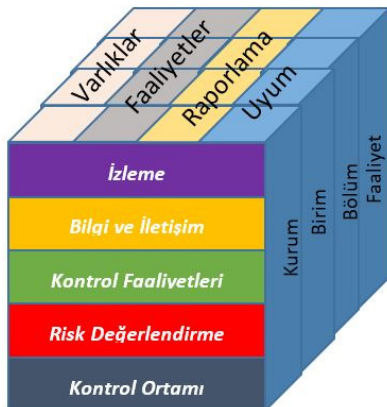 Varlıklar
Faaliyetler
Raporlama
Uyum
İzleme
Bilgi ve İletişim
Kontrol Faaliyetleri
Risk Değerlendirme
Kontrol Ortamı
Kurum
Birim
Bölüm
Faaliyet